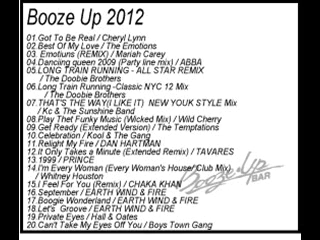 Booze Up 2012
01.Got To Be Real / Cheryl Lynn
02.Best Of My Love / The Emotions
03. Emotiuns (REMIX) / Mariah Carey
04.Danciing queen 2009 (Party line mix) / ABBA
05.LONG TRAIN RUNNING - ALL STAR REMIX
/ The Doobie Brothers
06.Long Train Running -Classic NYC 12 Mix
/ The Doobie Brothers
07.THAT'S THE WAY(I LIKE IT) NEW YOUK STYLE Mix
/ Kc & The Sunshine Band
08.Play Thet Funky Music (Wicked Mix) / Wild Cherry
09.Get Ready (Extended Version) / The Temptations
10.Celebration / Kool & The Gang
11.Relight My Fire / DAN HARTMAN
12.It Only Takes a Minute (Extended Remix) / TAVARES
13.1999 / PRINCE
14.i'm Every Woman (Every Woman's House/Club Mix)
/ Whitney Houston
15.I Feel For You (Remix) / CHAKA KHAN
16.September / EARTH WIND & FIRE
17.Boogie Wonderland / EARTH WIND & FIRE
18.Let's Groove / EARTH WIND & FIRE
19.Private Eyes / Hall & Oates
20.Can't Take My Eyes Off You / Boys Town Gang
Booze Up
BAR